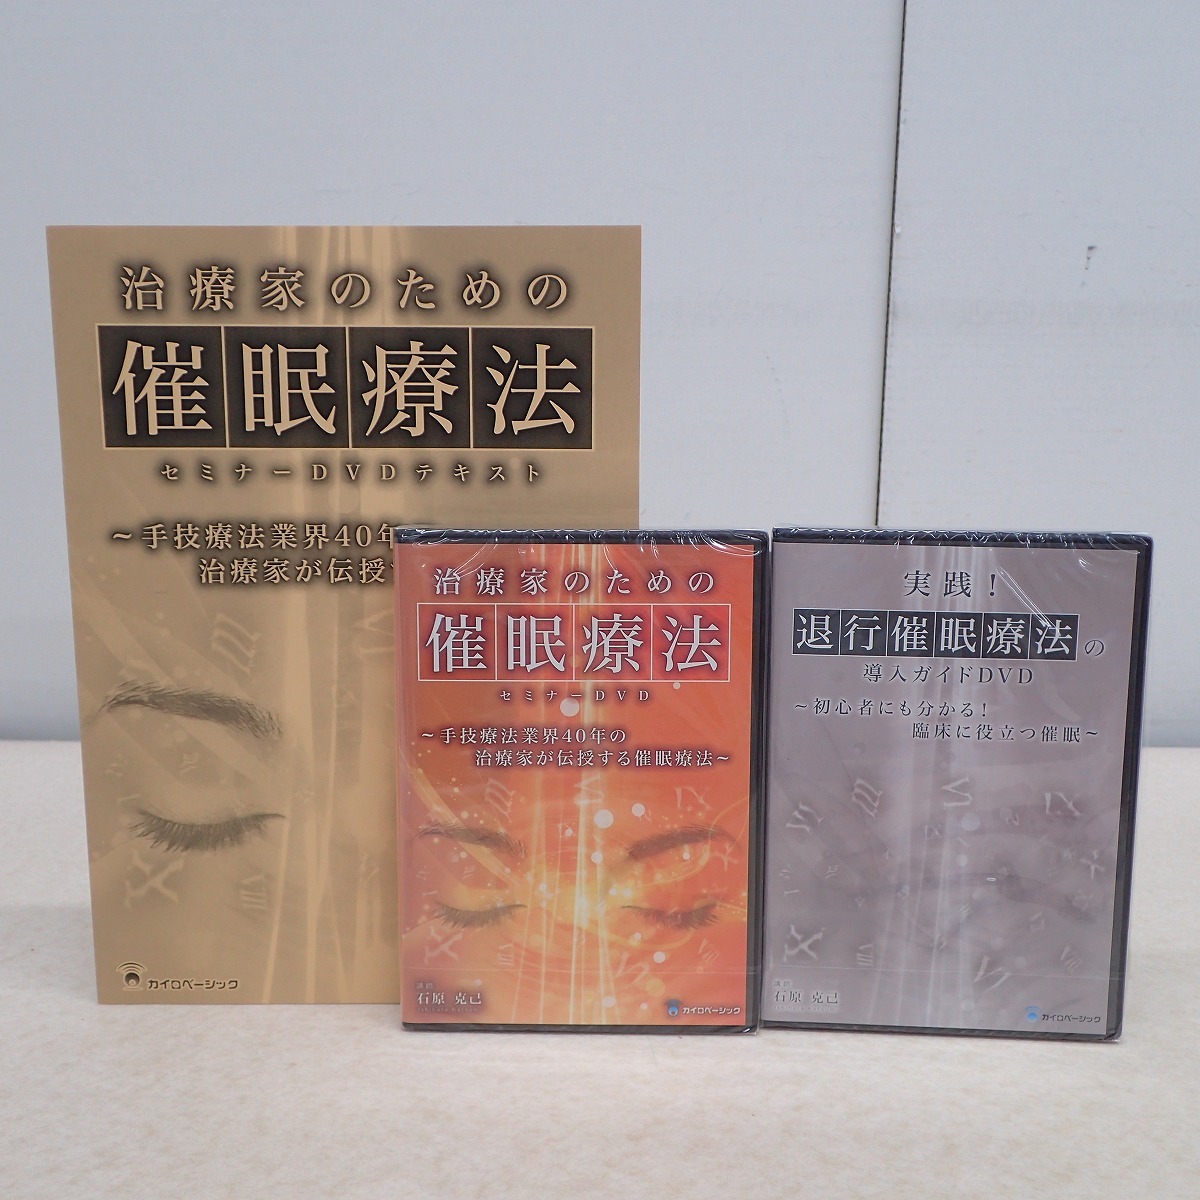 治療家のための
催眠療法
セミナーDVDテキスト
~手技療法業界40年
治療家が伝授
カイロベーシック
治療家のための
催眠療法
セミナーDVD
~手技療法業界40年の
治療家が伝授する催眠療法~
講師
石原 克己
カイロベーシック
実践!
退行催眠療法の
導入ガイドDVD
~初心者にも分かる!
臨床に役立つ催眠~
講師
石原 克己
カイロベーシック